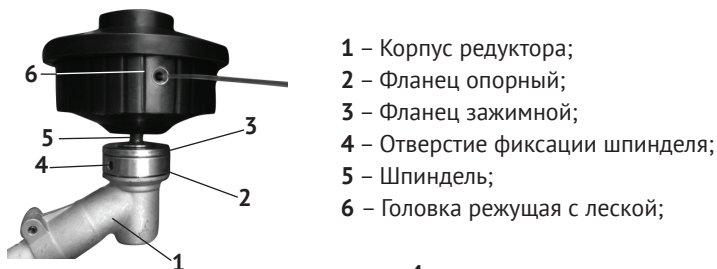 6
5
4
3
2
1
1 – Корпус редуктора;
2 – Фланец опорный;
3 – Фланец зажимной;
4 – Отверстие фиксации шпинделя;
5 – Шпиндель;
6 – Головка режущая с леской;